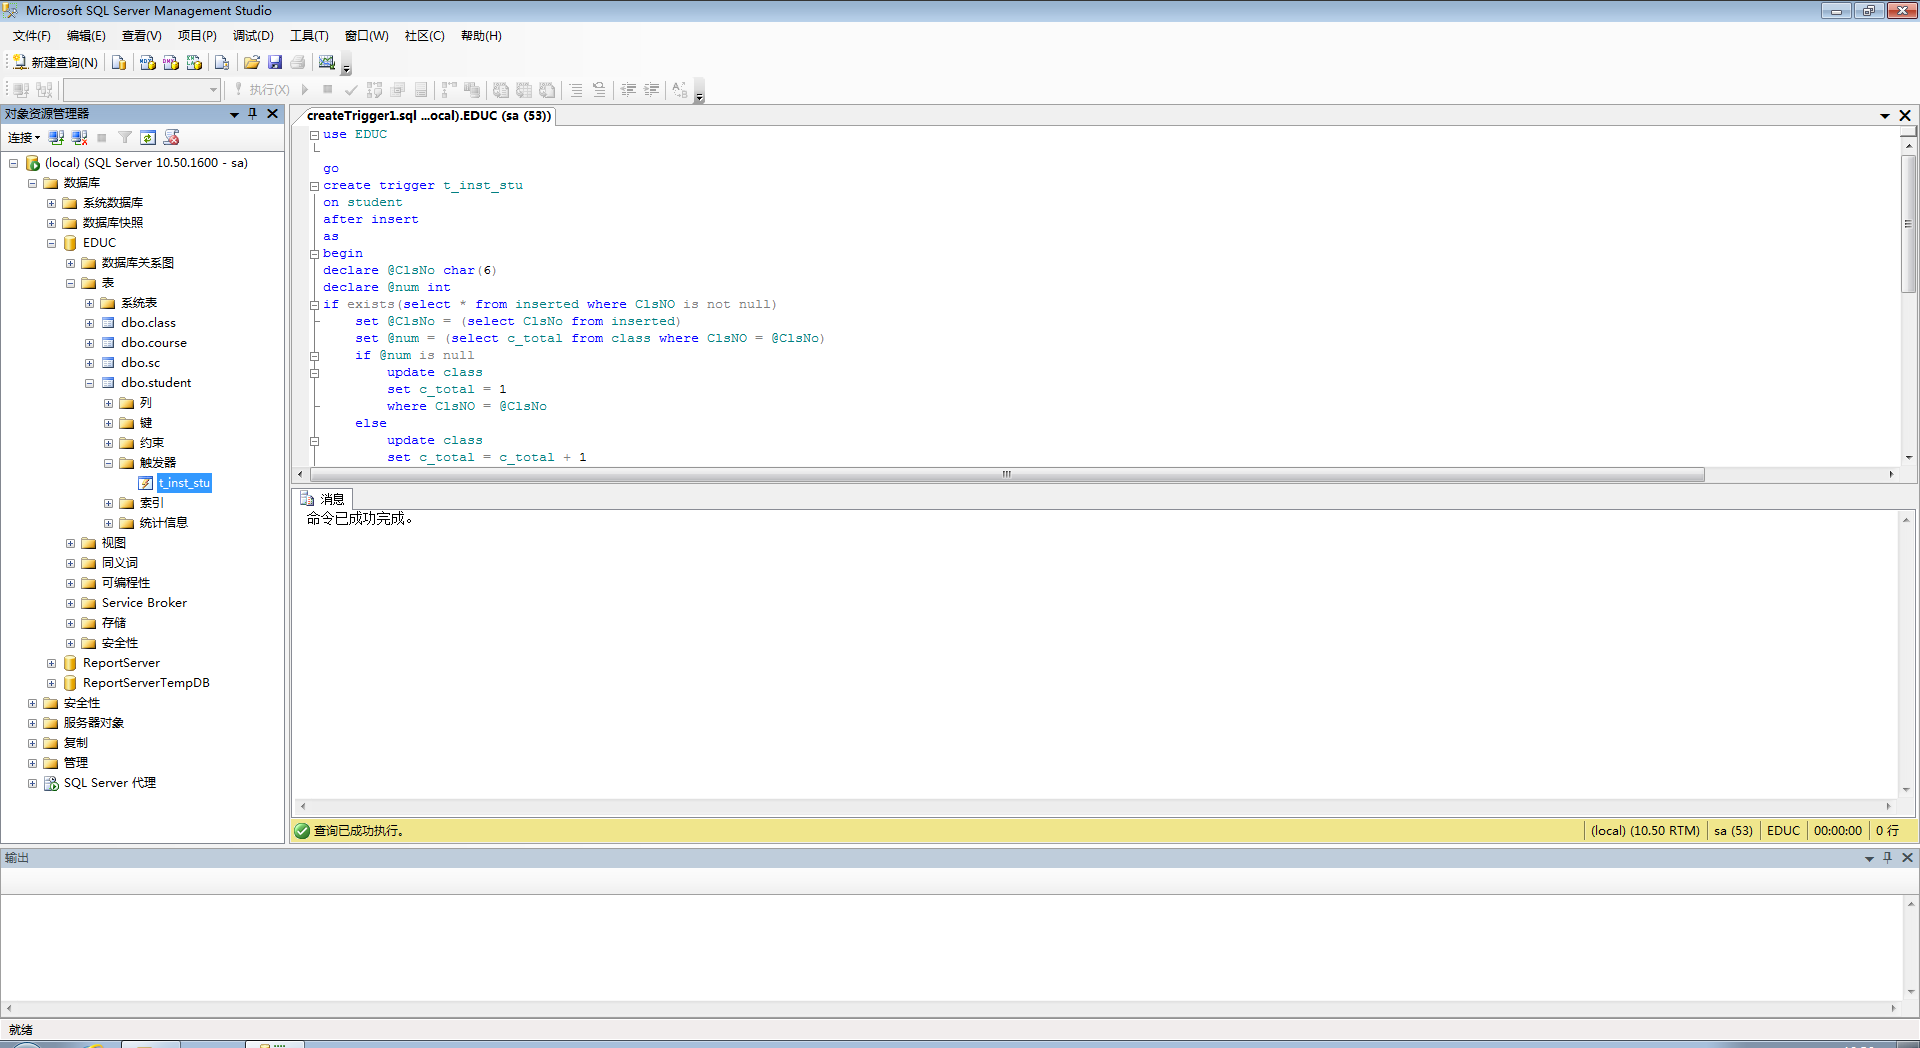 Microsoft SQL Server Management Studio
文件(F) 编辑(E) 查看(V) 项目(P) 调试(D) 工具(T) 窗口(W) 社区(C) 帮助(H)
新建查询(N)
执行(X)
对象资源管理器
连接
(local) (SQL Server 10.50.1600 - sa)
数据库
系统数据库
数据库快照
EDUC
数据库关系图
表
系统表
dbo.class
dbo.course
dbo.sc
dbo.student
列
键
约束
触发器
t_inst_stu
索引
统计信息
视图
同义词
可编程性
Service Broker
存储
安全性
ReportServer
ReportServerTempDB
安全性
服务器对象
复制
管理
SQL Server 代理
createTrigger1.sql ...ocal).EDUC (sa (53))
use EDUC
go
create trigger t_inst_stu
on student
after insert
as
begin
declare @ClsNo char(6)
declare @num int
if exists(select * from inserted where ClsNO is not null)
set @ClsNo = (select ClsNo from inserted)
set @num = (select c_total from class where ClsNO = @ClsNo)
if @num is null
update class
set c_total = 1
where ClsNO = @ClsNo
else
update class
set c_total = c_total + 1
消息
命令已成功完成。
查询已成功执行。
(local) (10.50 RTM) sa (53) EDUC 00:00:00 0 行
输出
就绪